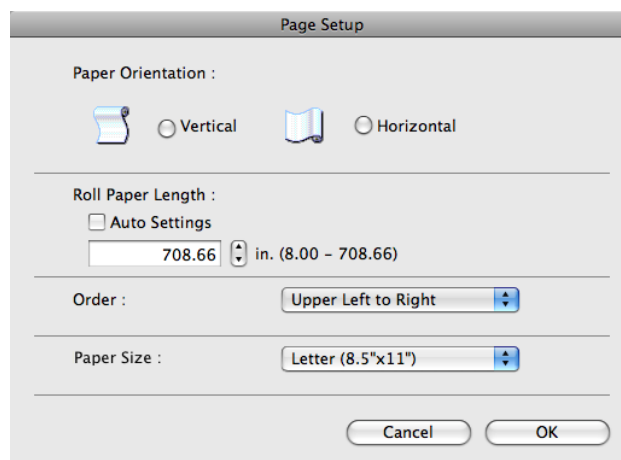 Page Setup
Paper Orientation :
Vertical Horizontal
Roll Paper Length :
Auto Settings
708.66 in. (8.00 – 708.66)
Order : Upper Left to Right
Paper Size : Letter (8.5"x11")
Cancel OK